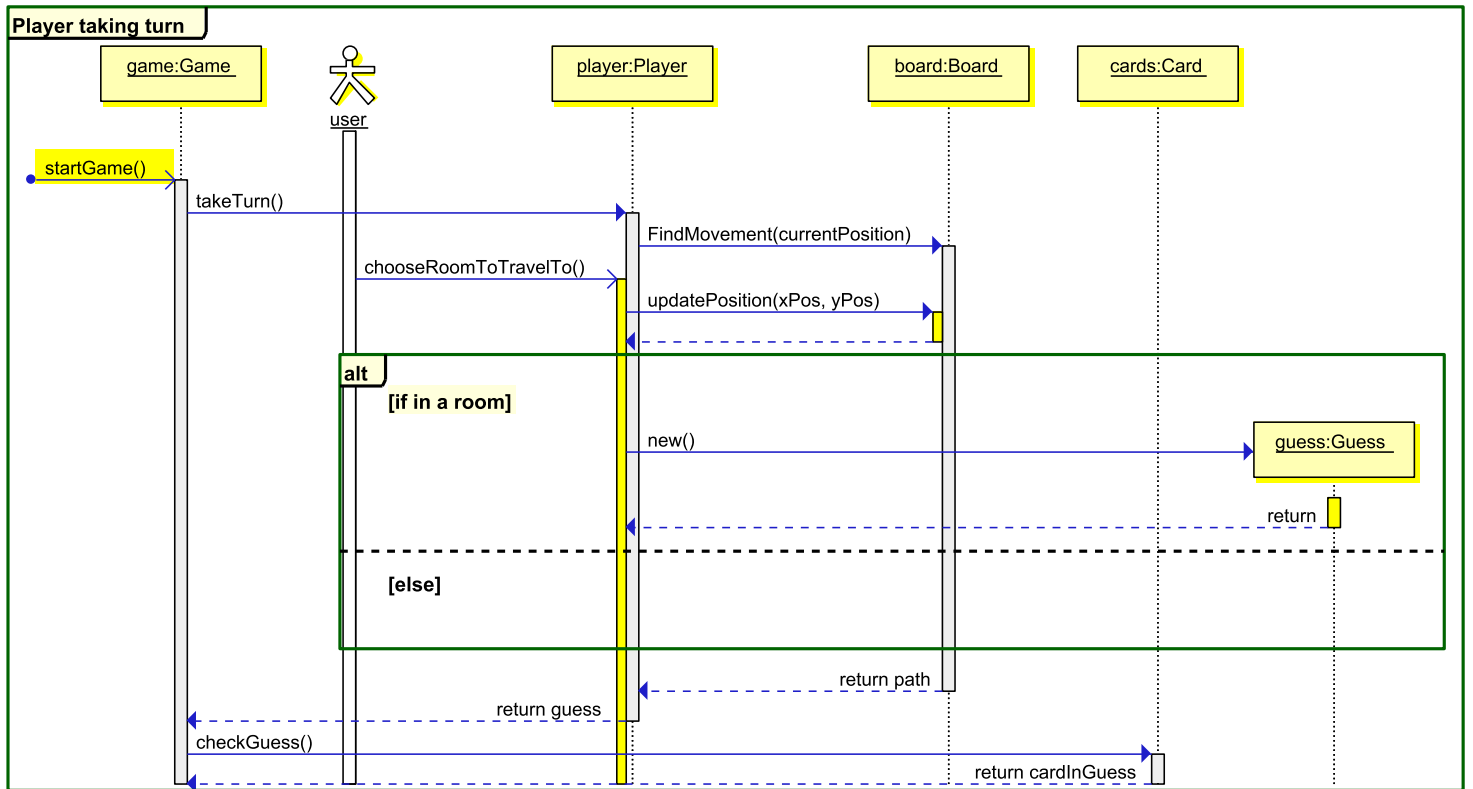 Player taking turn
game:Game
player:Player
board:Board
cards:Card
user
startGame()
takeTurn()
FindMovement(currentPosition)
chooseRoomToTravelTo()
updatePosition(xPos, yPos)
alt
[if in a room]
new()
guess:Guess
return
[else]
return path
return guess
checkGuess()
return cardInGuess